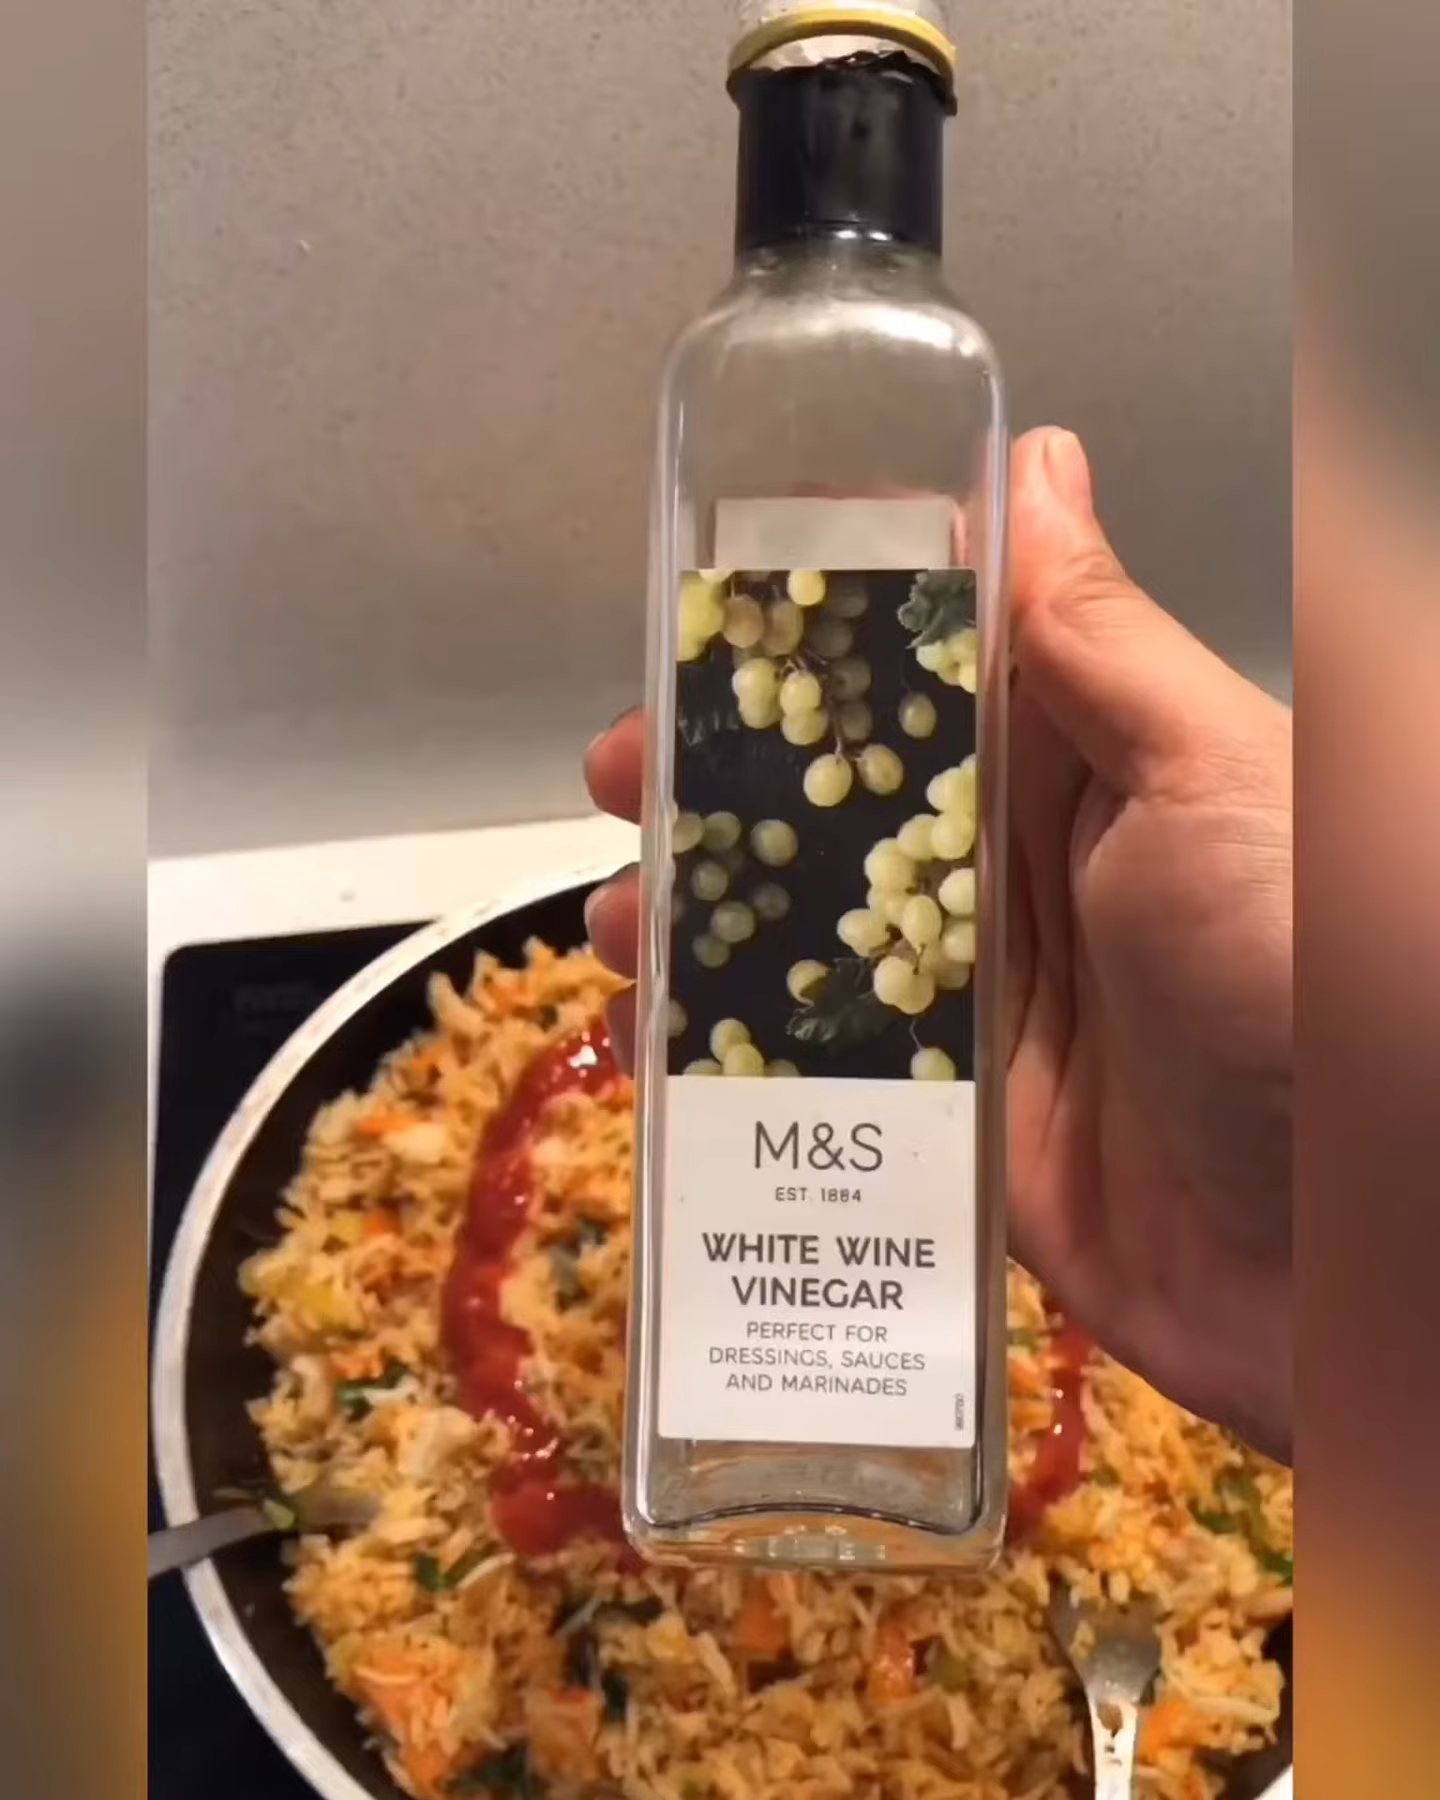 M&S
EST. 1884
WHITE WINE
VINEGAR
PERFECT FOR
DRESSINGS, SAUCES
AND MARINADES